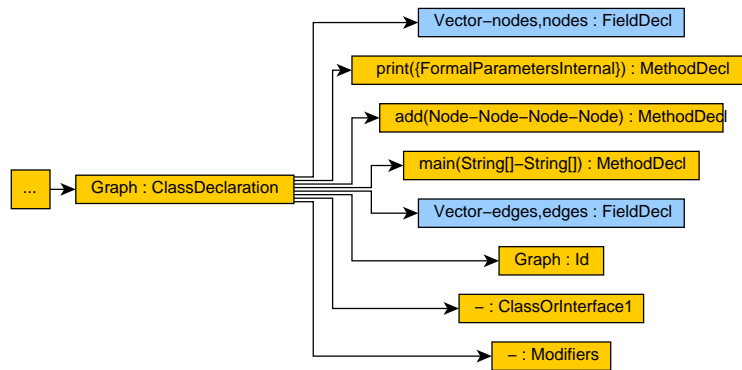 Vector−nodes,nodes : FieldDecl
print({FormalParametersInternal}) : MethodDecl
add(Node−Node−Node−Node) : MethodDecl
main(String[]−String[]) : MethodDecl
... Graph : ClassDeclaration
Vector−edges,edges : FieldDecl
Graph : Id
− : ClassOrInterface1
− : Modifiers